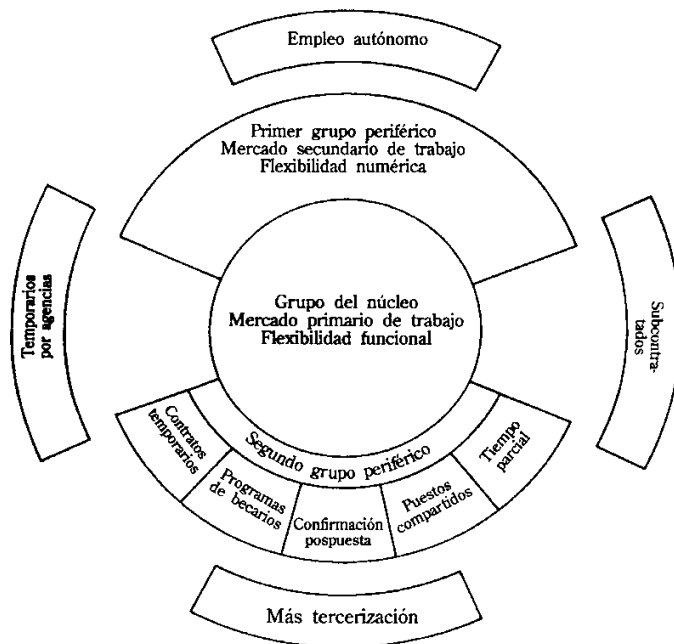 Empleo autónomo
Primer grupo periférico
Mercado secundario de trabajo
Flexibilidad numérica
Temporarios
por agencias
Grupo del núcleo
Mercado primario de trabajo
Flexibilidad funcional
Subcontra-
tados
Segundo grupo periférico
Contratos
temporarios
Programas
de becarios
Confirmación
pospuesta
Puestos
compartidos
Tiempo
parcial
Más tercerización